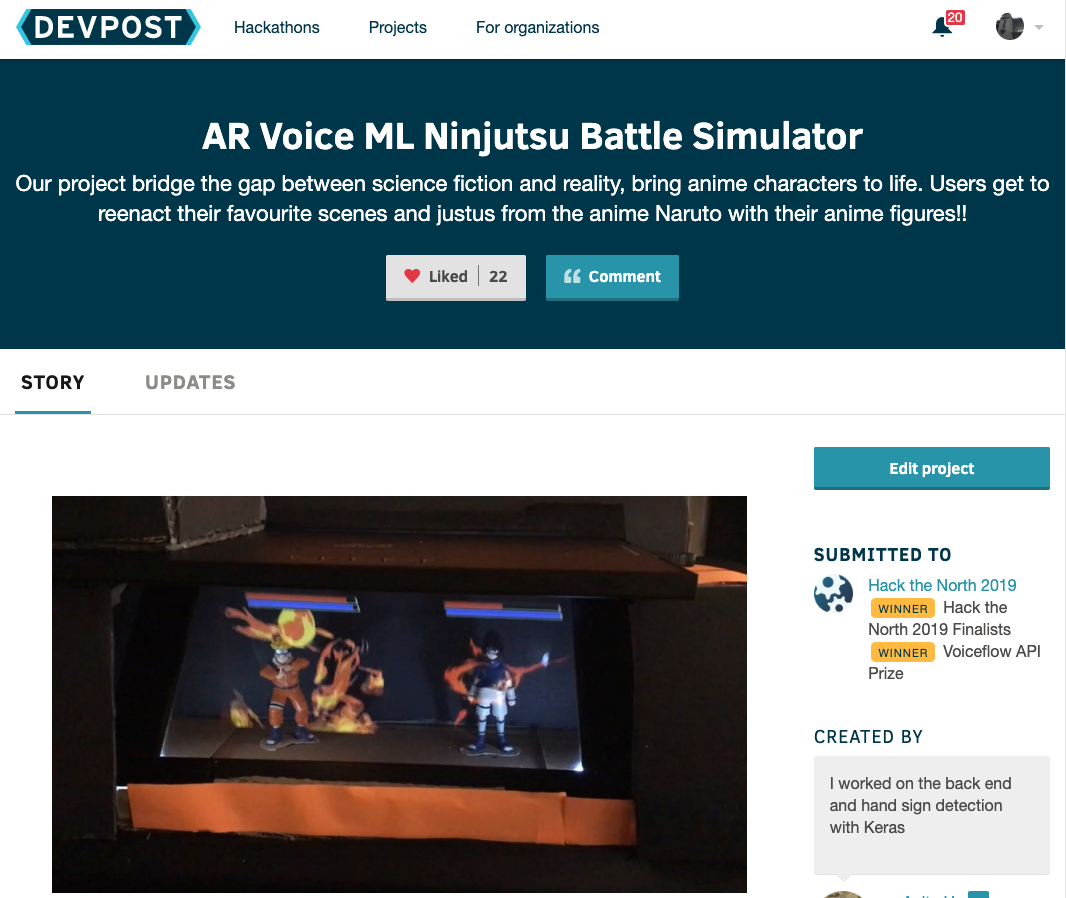 DEVPOST
Hackathons
Projects
For organizations
20
AR Voice ML Ninjutsu Battle Simulator
Our project bridge the gap between science fiction and reality, bring anime characters to life. Users get to
reenact their favourite scenes and justus from the anime Naruto with their anime figures!!
Liked 22
Comment
STORY
UPDATES
Edit project
SUBMITTED TO
Hack the North 2019
WINNER Hack the
North 2019 Finalists
WINNER Voiceflow API
Prize
CREATED BY
I worked on the back end
and hand sign detection
with Keras